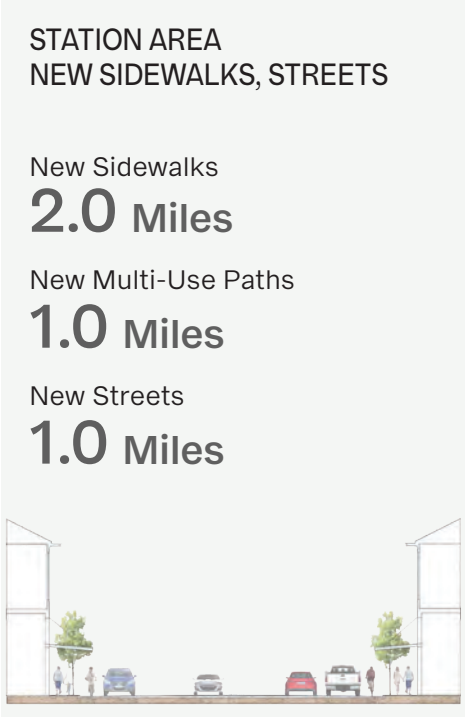 STATION AREA
NEW SIDEWALKS, STREETS
New Sidewalks
2.0 Miles
New Multi-Use Paths
1.0 Miles
New Streets
1.0 Miles